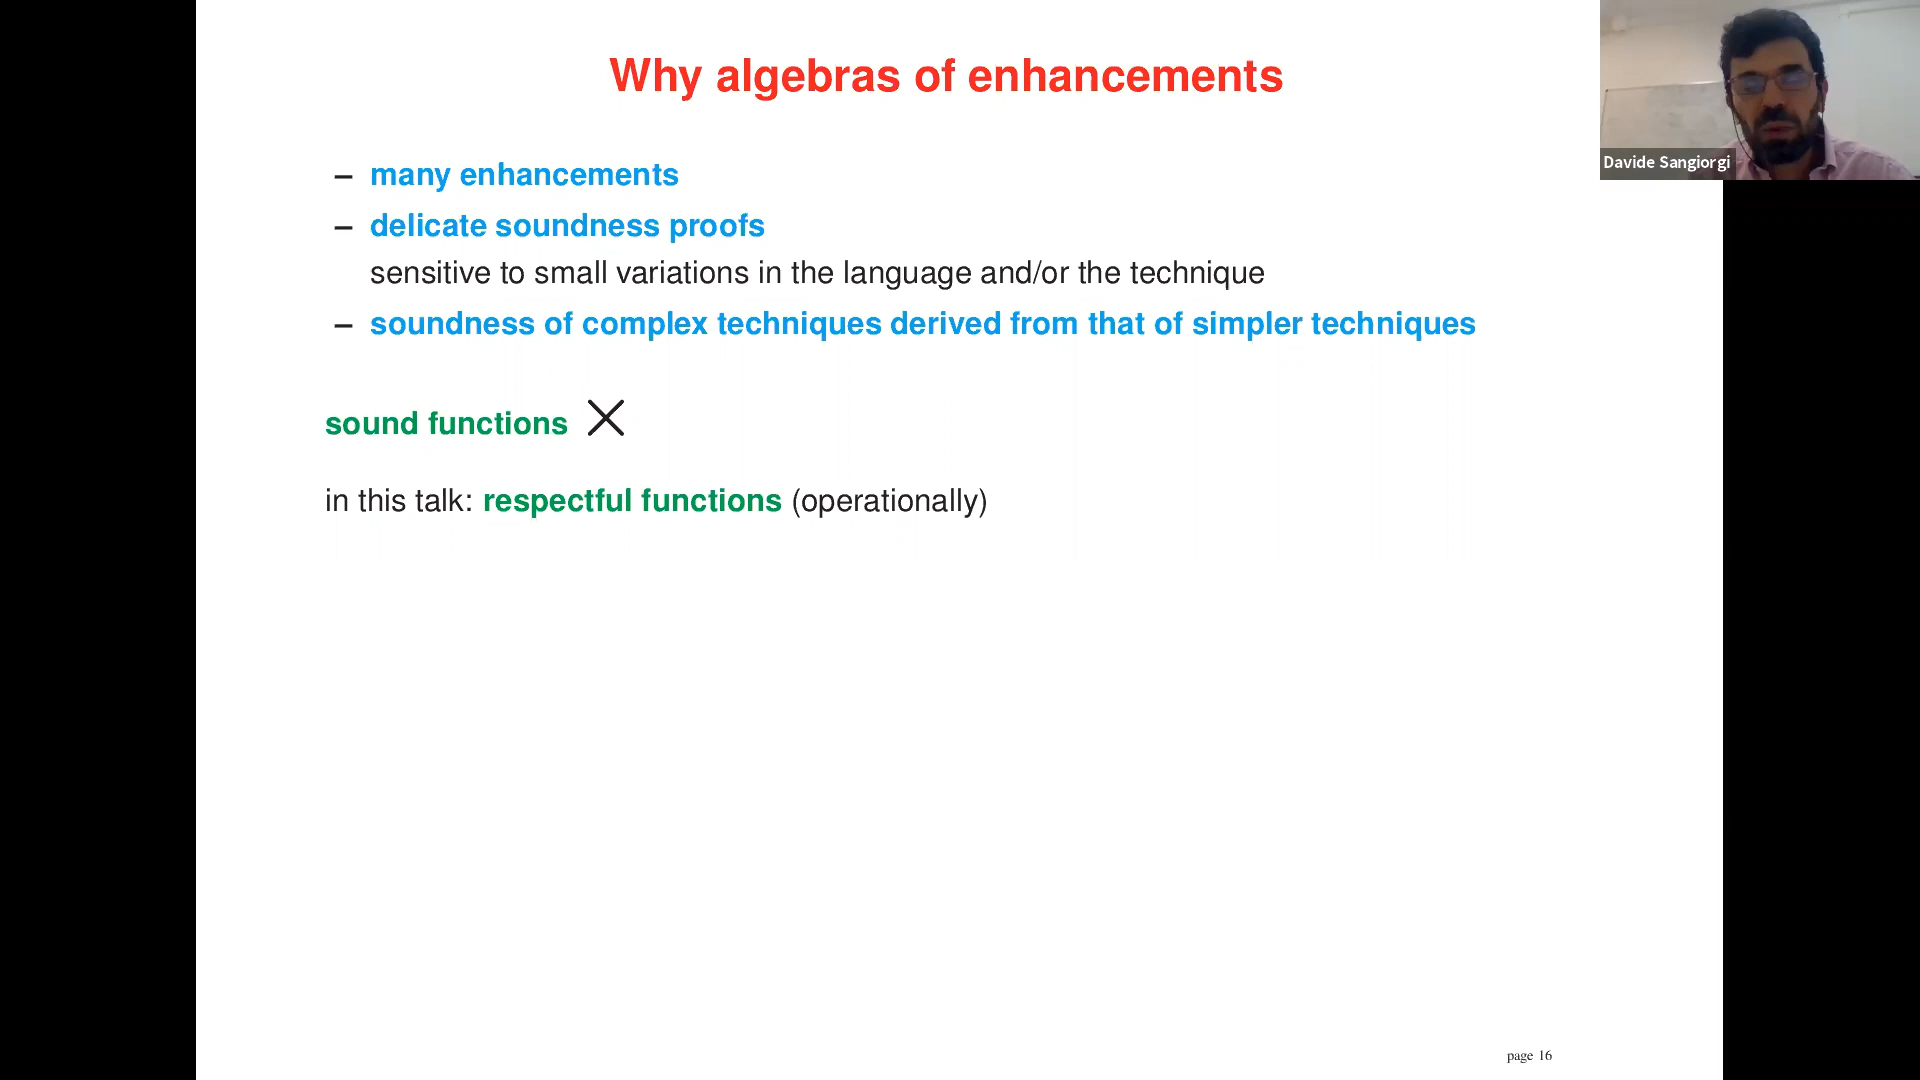 Why algebras of enhancements
Davide Sangiorgi
– many enhancements
– delicate soundness proofs
sensitive to small variations in the language and/or the technique
– soundness of complex techniques derived from that of simpler techniques
sound functions ×
in this talk: respectful functions (operationally)
page 16